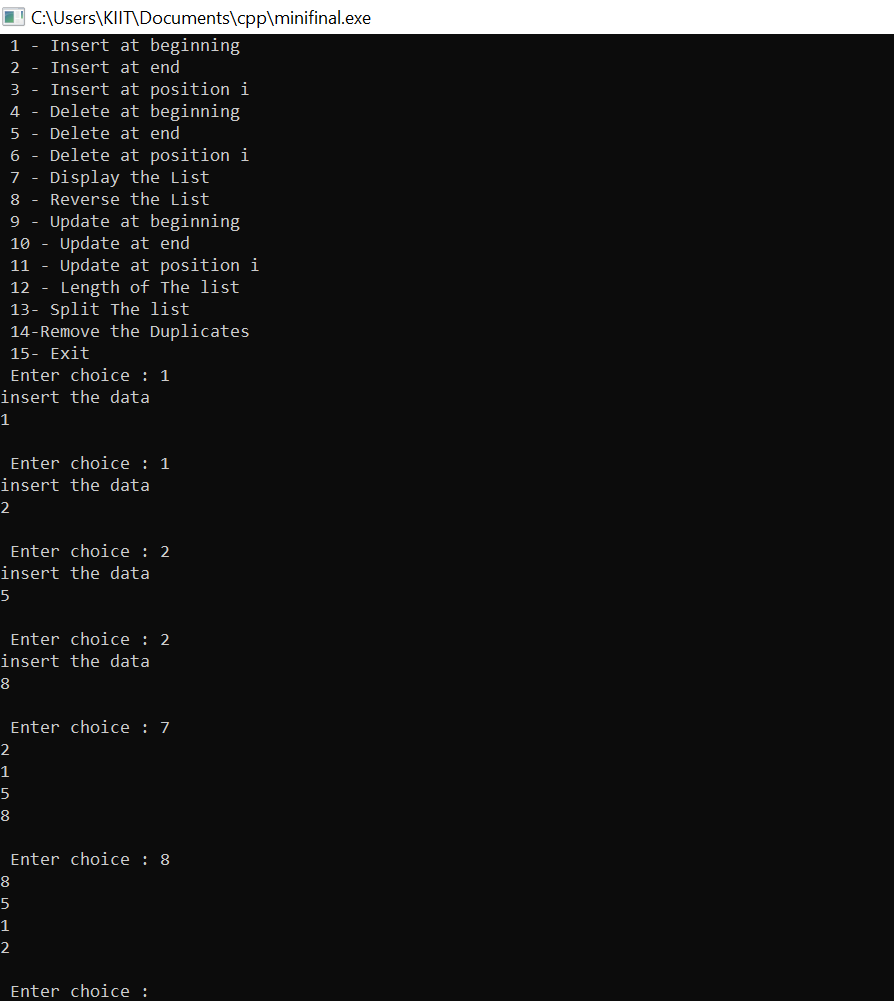 C:\Users\KIIT\Documents\cpp\minifinal.exe
1 - Insert at beginning
2 - Insert at end
3 - Insert at position i
4 - Delete at beginning
5 - Delete at end
6 - Delete at position i
7 - Display the List
8 - Reverse the List
9 - Update at beginning
10 - Update at end
11 - Update at position i
12 - Length of The list
13- Split The list
14-Remove the Duplicates
15- Exit
Enter choice : 1
insert the data
1
Enter choice : 1
insert the data
2
Enter choice : 2
insert the data
5
Enter choice : 2
insert the data
8
Enter choice : 7
2
1
5
8
Enter choice : 8
8
5
1
2
Enter choice :